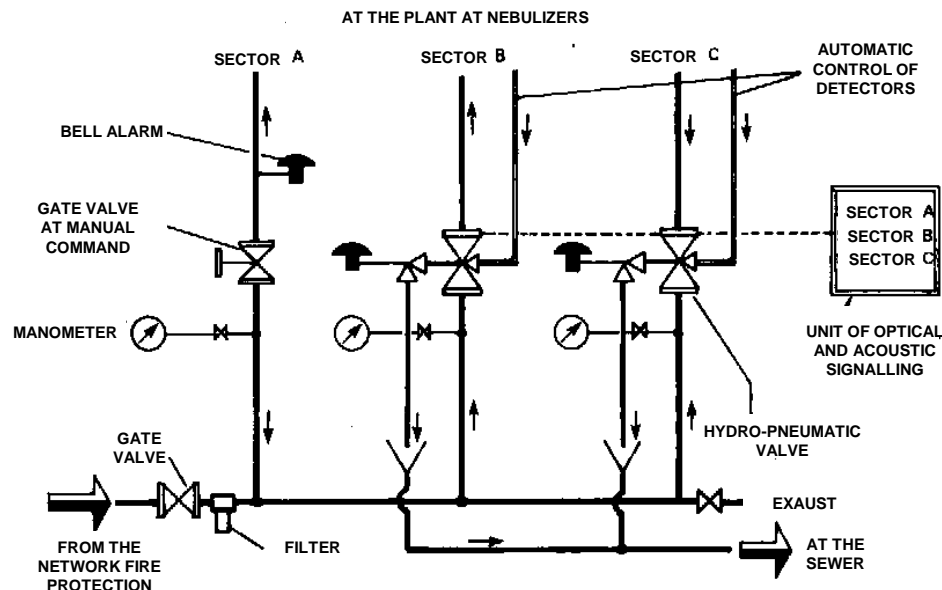 AT THE PLANT AT NEBULIZERS
SECTOR A
SECTOR B
SECTOR C
AUTOMATIC
CONTROL OF
DETECTORS
BELL ALARM
GATE VALVE
AT MANUAL
COMMAND
SECTOR A
SECTOR B
SECTOR C
MANOMETER
UNIT OF OPTICAL
AND ACOUSTIC
SIGNALLING
HYDRO-PNEUMATIC
VALVE
GATE
VALVE
EXAUST
FROM THE
NETWORK FIRE
PROTECTION
FILTER
AT THE
SEWER